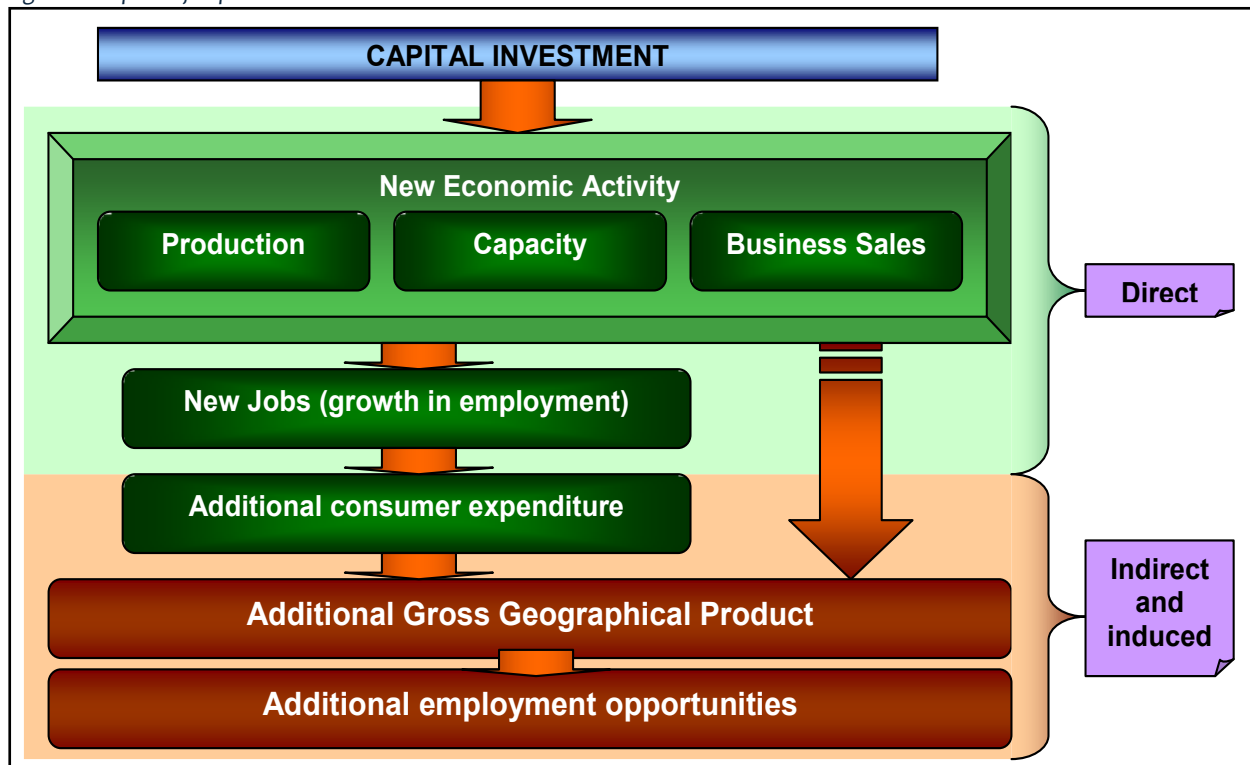 CAPITAL INVESTMENT
New Economic Activity
Production
Capacity
Business Sales
Direct
New Jobs (growth in employment)
Additional consumer expenditure
Indirect
and
induced
Additional Gross Geographical Product
Additional employment opportunities